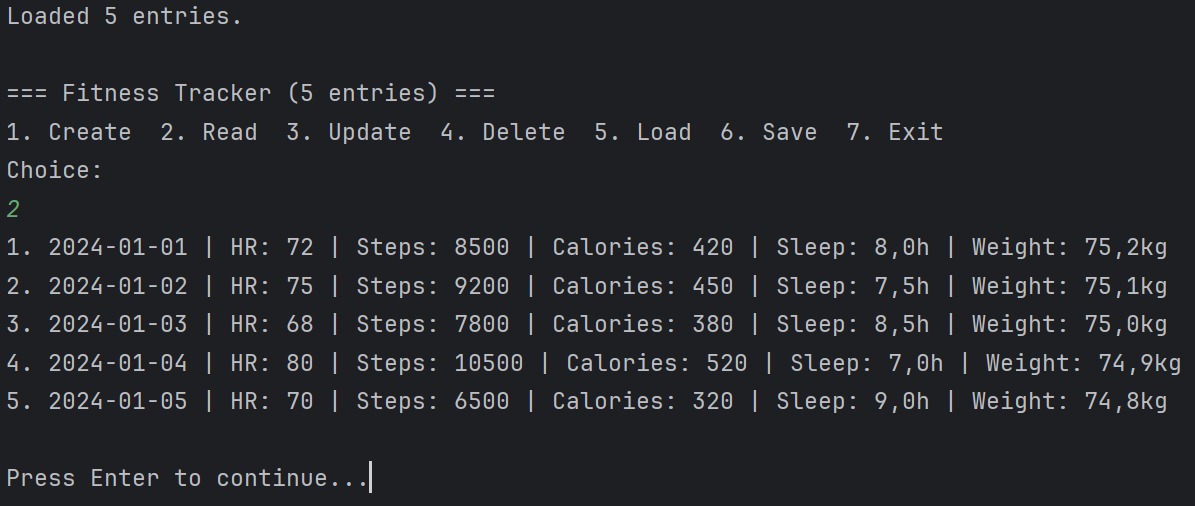 Loaded 5 entries.
=== Fitness Tracker (5 entries) ===
1. Create  2. Read  3. Update  4. Delete  5. Load  6. Save  7. Exit
Choice:
2
1. 2024-01-01 | HR: 72 | Steps: 8500 | Calories: 420 | Sleep: 8,0h | Weight: 75,2kg
2. 2024-01-02 | HR: 75 | Steps: 9200 | Calories: 450 | Sleep: 7,5h | Weight: 75,1kg
3. 2024-01-03 | HR: 68 | Steps: 7800 | Calories: 380 | Sleep: 8,5h | Weight: 75,0kg
4. 2024-01-04 | HR: 80 | Steps: 10500 | Calories: 520 | Sleep: 7,0h | Weight: 74,9kg
5. 2024-01-05 | HR: 70 | Steps: 6500 | Calories: 320 | Sleep: 9,0h | Weight: 74,8kg
Press Enter to continue...